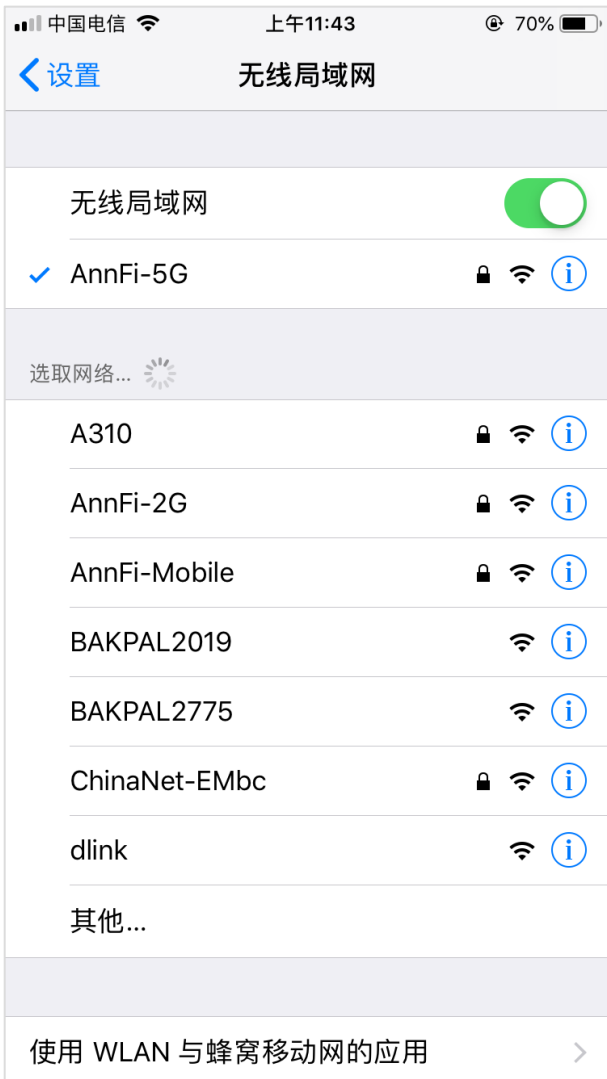 中国电信 上午11:43 70%
设置 无线局域网
无线局域网
AnnFi-5G
选取网络...
A310
AnnFi-2G
AnnFi-Mobile
BAKPAL2019
BAKPAL2775
ChinaNet-EMbc
dlink
其他...
使用 WLAN 与蜂窝移动网的应用